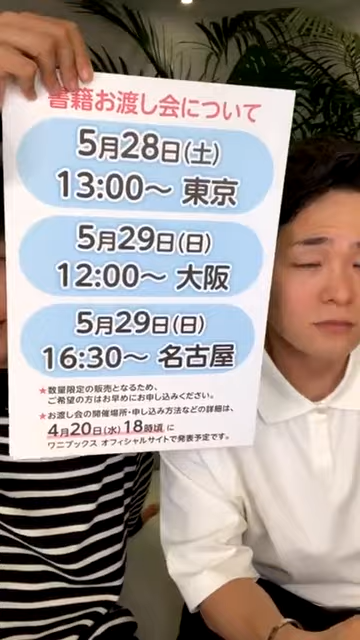 書籍お渡し会について
5月28日(土)
13:00〜 東京
5月29日(日)
12:00〜 大阪
5月29日(日)
16:30〜 名古屋
★数量限定の販売となるため、
ご希望の方はお早めにお申し込みください。
★お渡し会の開催場所・申し込み方法などの詳細は、
4月20日(水)18時頃 に
ワニブックス オフィシャルサイトで発表予定です。